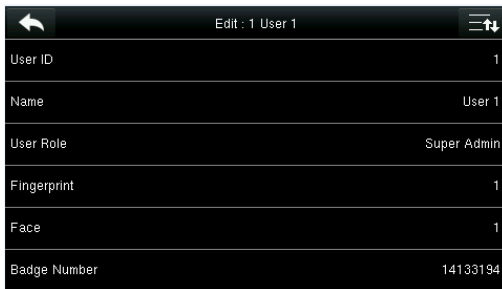 Edit : 1 User 1
User ID 1
Name User 1
User Role Super Admin
Fingerprint 1
Face 1
Badge Number 14133194